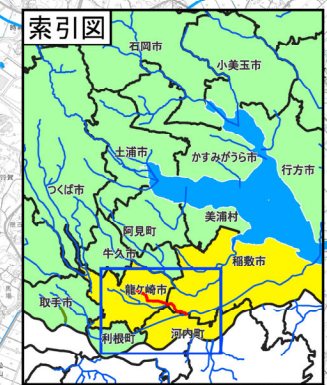 索引図
石岡市
小美玉市
土浦市
かすみがうら市
行方市
つくば市
美浦村
阿見町
牛久市
稲敷市
龍ケ崎市
取手市
河内町
利根町